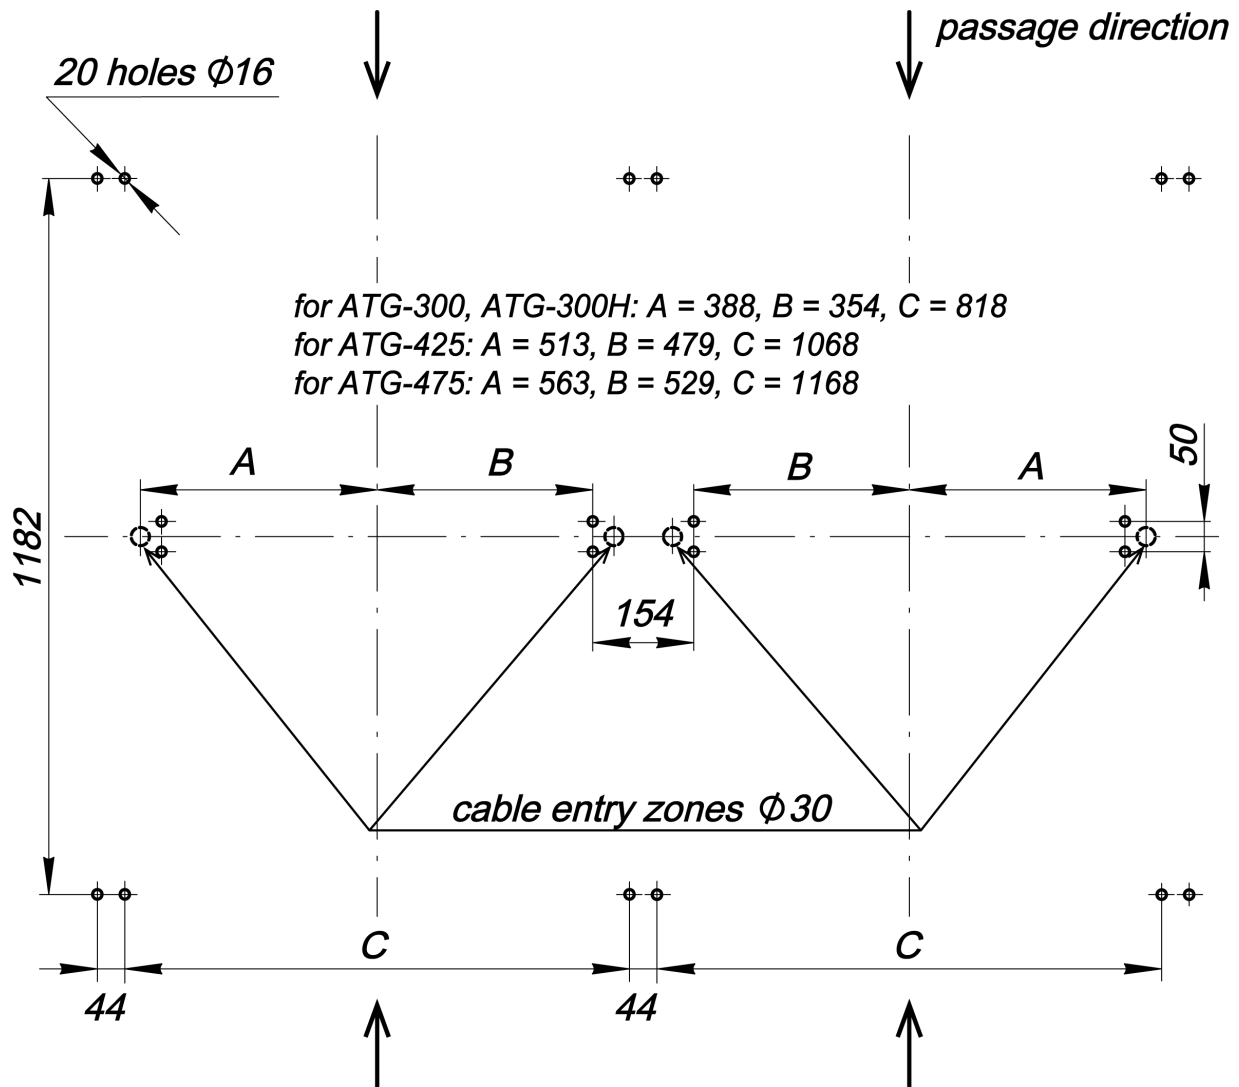 passage direction
20 holes Φ16
for ATG-300, ATG-300H: A = 388, B = 354, C = 818
for ATG-425: A = 513, B = 479, C = 1068
for ATG-475: A = 563, B = 529, C = 1168
A
B
B
A
50
1182
154
cable entry zones Φ30
C
C
44
44